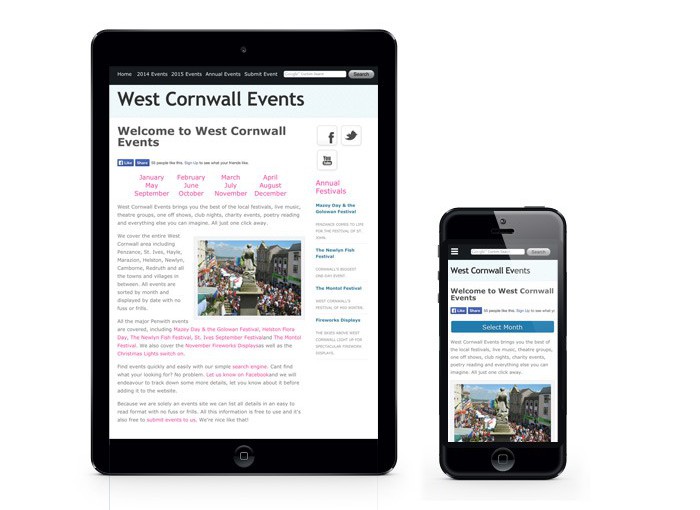 Home 2014 Events 2015 Events Annual Events Submit Event
Search
West Cornwall Events
Welcome to West Cornwall
Events
Like Share 55 people like this. Sign Up to see what your friends like.
January February March April
May June July August
September October November December
West Cornwall Events brings you the best of the local festivals, live music,
theatre groups, one off shows, club nights, charity events, poetry reading
and everything else you can imagine. All just one click away.
We cover the entire West
Cornwall area including
Penzance, St. Ives, Hayle,
Marazion, Helston, Newlyn,
Camborne, Redruth and all
the towns and villages in
between. All events are
sorted by month and
displayed by date with no
fuss or frills.
All the major Penwith events
are covered, including Mazey Day & the Golowan Festival, Helston Flora
Day, The Newlyn Fish Festival, St. Ives September Festivaland The Montol
Festival. We also cover the November Fireworks Displaysas well as the
Christmas Lights switch on.
Find events quickly and easily with our simple search engine. Cant find
what your looking for? No problem. Let us know on Facebookand we will
endeavour to track down some more details, let you know about it before
adding it to the website.
Because we are solely an events site we can list all details in an easy to
read format with no fuss or frills. All this information is free to use and it's
also free to submit events to us. We're nice like that!
f
You
Tube
Annual
Festivals
Mazey Day & the
Golowan Festival
PENZANCE COMES TO LIFE
FOR THE FESTIVAL OF ST
JOHN.
The Newlyn Fish
Festival
CORNWALL'S BIGGEST
ONE DAY EVENT
The Montol Festival
WEST CORNWALL'S
FESTIVAL OF MID-WINTER.
Fireworks Displays
THE SKIES ABOVE WEST
CORNWALL LIGHT UP FOR
SPECTACULAR FIREWORK
DISPLAYS.
Search
West Cornwall Events
Welcome to West Cornwall
Events
Like Share 55 people like this. Sign Up to see what y
Select Month
West Cornwall Events brings you the best of
the local festivals, live music, theatre groups,
one off shows, club nights, charity events,
poetry reading and everything else you can
imagine. All just one click away.